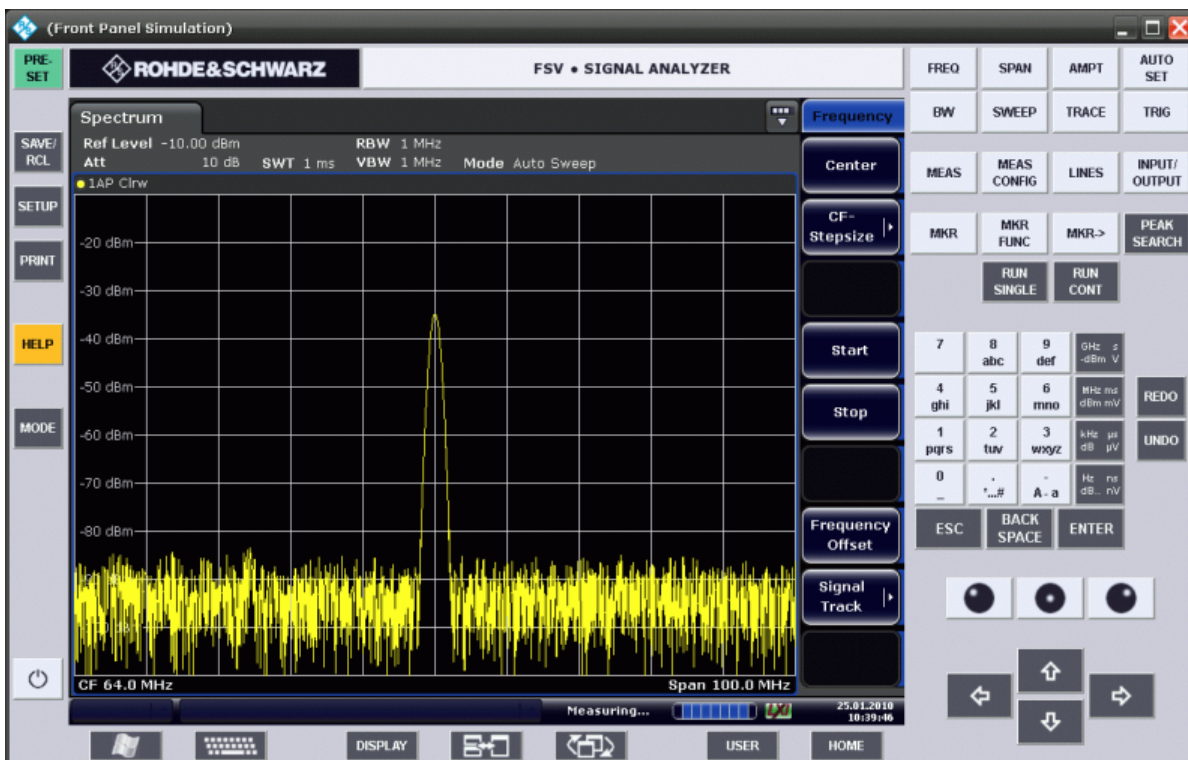 (Front Panel Simulation)
PRE-
SET
ROHDE&SCHWARZ
FSV • SIGNAL ANALYZER
FREQ
SPAN
AMPT
AUTO
SET
BW
SWEEP
TRACE
TRIG
MEAS
MEAS
CONFIG
LINES
INPUT/
OUTPUT
MKR
MKR
FUNC
MKR->
PEAK
SEARCH
RUN
SINGLE
RUN
CONT
SAVE/
RCL
SETUP
PRINT
HELP
MODE
Spectrum
Ref Level -10.00 dBm RBW 1 MHz
Att 10 dB SWT 1 ms VBW 1 MHz Mode Auto Sweep
1AP Clrw
-20 dBm
-30 dBm
-40 dBm
-50 dBm
-60 dBm
-70 dBm
-80 dBm
CF 64.0 MHz
Span 100.0 MHz
Measuring...
25.01.2010
10:39:46
Frequency
Center
CF-
Stepsize
Start
Stop
Frequency
Offset
Signal
Track
7
8
abc
9
def
GHz s
-dBm V
4
ghi
5
jkl
6
mno
MHz ms
dBm mV
REDO
1
pqrs
2
tuv
3
wxyz
kHz µs
dB µV
UNDO
0
_
.
*...#
-
A - a
Hz ns
dB.. nV
ESC
BACK
SPACE
ENTER
DISPLAY
USER
HOME